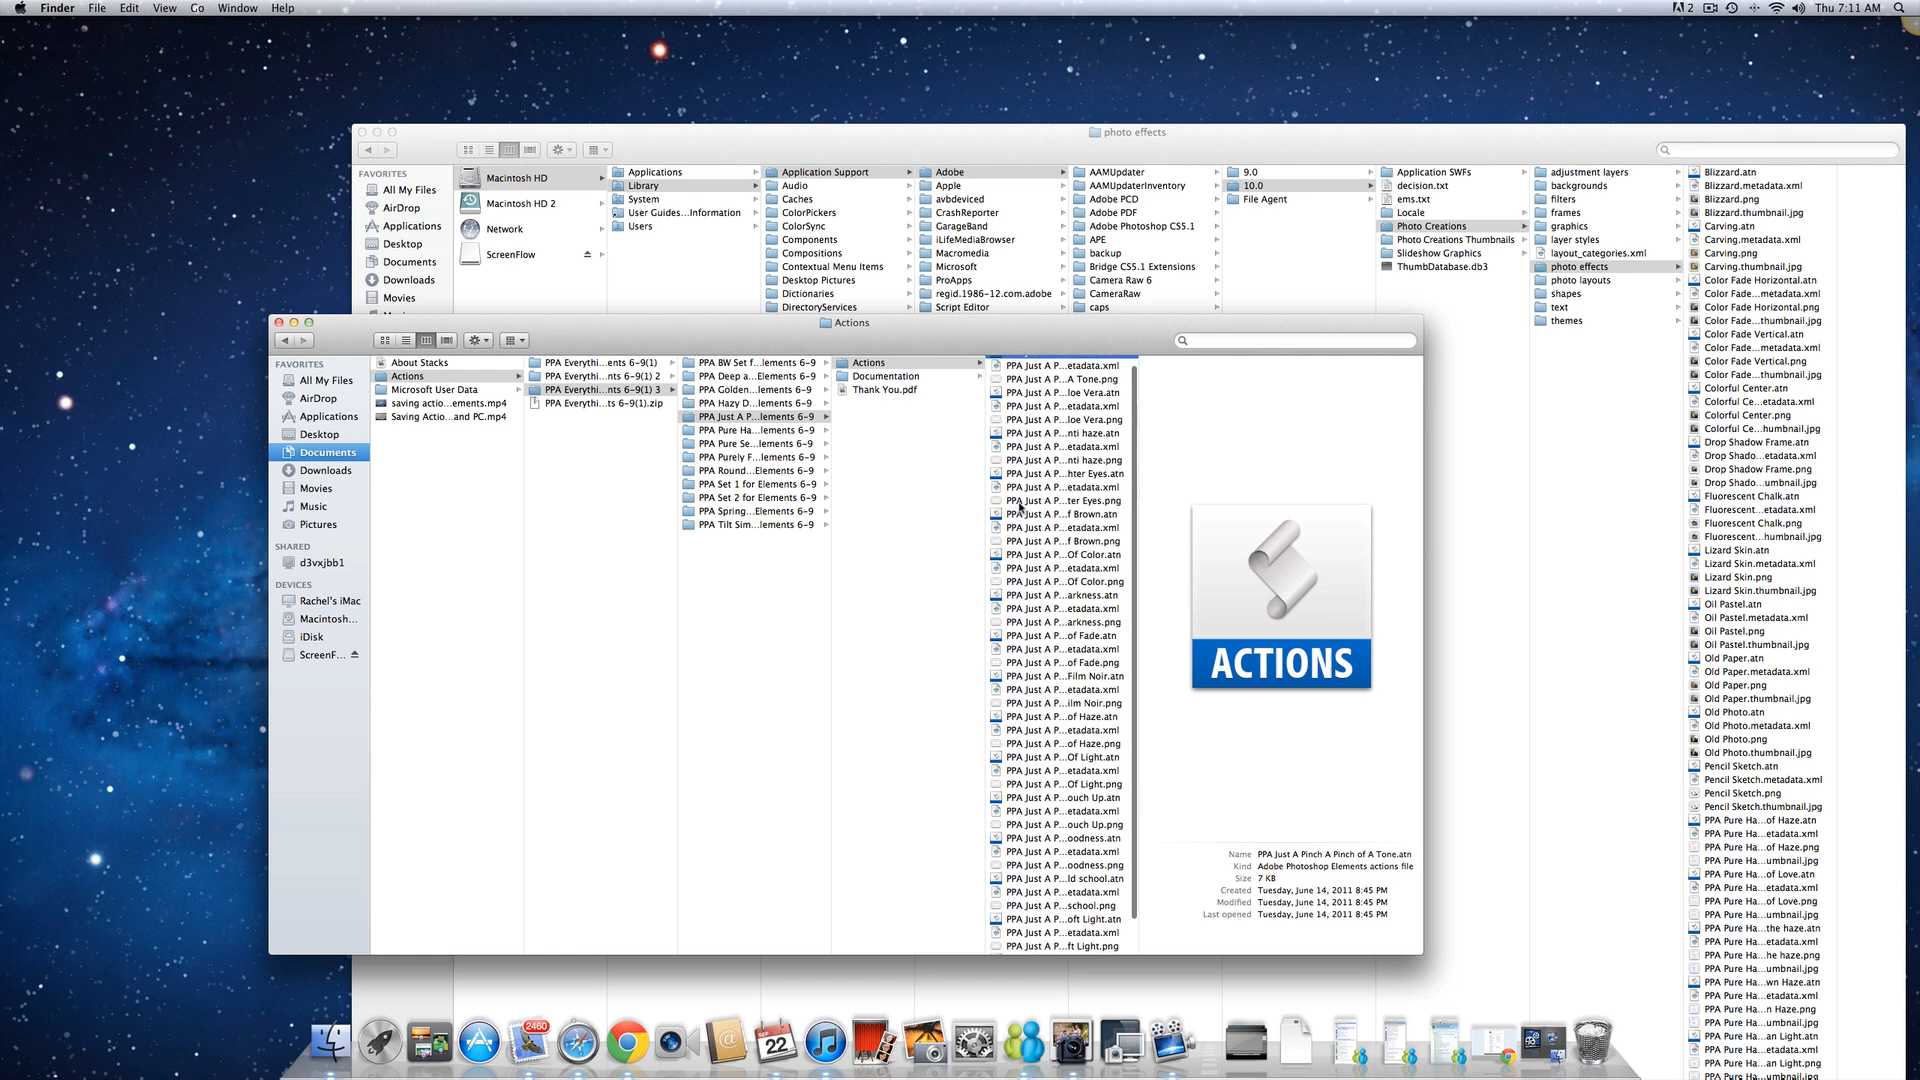 Finder File Edit View Go Window Help
2 Thu 7:11 AM
photo effects
FAVORITES
All My Files
AirDrop
Applications
Desktop
Documents
Downloads
Movies
Macintosh HD
Macintosh HD 2
Network
ScreenFlow
Applications
Library
System
User Guides...Information
Users
Application Support
Audio
Caches
ColorPickers
ColorSync
Components
Compositions
Contextual Menu Items
Desktop Pictures
Dictionaries
DirectoryServices
Adobe
Apple
avbdeviced
CrashReporter
GarageBand
iLifeMediaBrowser
Macromedia
Microsoft
ProApps
regid.1986-12.com.adobe
Script Editor
AAMUpdater
AAMUpdaterInventory
Adobe PCD
Adobe PDF
Adobe Photoshop CS5.1
APE
backup
Bridge CS5.1 Extensions
Camera Raw 6
CameraRaw
caps
9.0
10.0
File Agent
Application SWFs
decision.txt
ems.txt
Locale
Photo Creations
Photo Creations Thumbnails
Slideshow Graphics
ThumbDatabase.db3
adjustment layers
backgrounds
filters
frames
graphics
layer styles
layout_categories.xml
photo effects
photo layouts
shapes
text
themes
Blizzard.atn
Blizzard.metadata.xml
Blizzard.png
Blizzard.thumbnail.jpg
Carving.atn
Carving.metadata.xml
Carving.png
Carving.thumbnail.jpg
Color Fade Horizontal.atn
Color Fade...metadata.xml
Color Fade Horizontal.png
Color Fade...thumbnail.jpg
Color Fade Vertical.atn
Color Fade...metadata.xml
Color Fade Vertical.png
Color Fade...thumbnail.jpg
Colorful Center.atn
Colorful Ce...etadata.xml
Colorful Center.png
Colorful Ce...humbnail.jpg
Drop Shadow Frame.atn
Drop Shado...etadata.xml
Drop Shadow Frame.png
Drop Shado...umbnail.jpg
Fluorescent Chalk.atn
Fluorescent...etadata.xml
Fluorescent Chalk.png
Fluorescent...humbnail.jpg
Lizard Skin.atn
Lizard Skin.metadata.xml
Lizard Skin.png
Lizard Skin.thumbnail.jpg
Oil Pastel.atn
Oil Pastel.metadata.xml
Oil Pastel.png
Oil Pastel.thumbnail.jpg
Old Paper.atn
Old Paper.metadata.xml
Old Paper.png
Old Paper.thumbnail.jpg
Old Photo.atn
Old Photo.metadata.xml
Old Photo.png
Old Photo.thumbnail.jpg
Pencil Sketch.atn
Pencil Sketch.metadata.xml
Pencil Sketch.png
Pencil Sketch.thumbnail.jpg
PPA Pure Ha...of Haze.atn
PPA Pure Ha...etadata.xml
PPA Pure Ha...of Haze.png
PPA Pure Ha...umbnail.jpg
PPA Pure Ha...of Love.atn
PPA Pure Ha...etadata.xml
PPA Pure Ha...of Love.png
PPA Pure Ha...umbnail.jpg
PPA Pure Ha...the haze.atn
PPA Pure Ha...etadata.xml
PPA Pure Ha...he haze.png
PPA Pure Ha...umbnail.jpg
PPA Pure Ha...wn Haze.atn
PPA Pure Ha...etadata.xml
PPA Pure Ha...n Haze.png
PPA Pure Ha...umbnail.jpg
PPA Pure Ha...an Light.atn
PPA Pure Ha...etadata.xml
PPA Pure Ha...an Light.png
PPA Pure Ha...umbnail.jpg
Actions
FAVORITES
All My Files
AirDrop
Applications
Desktop
Documents
Downloads
Movies
Music
Pictures
SHARED
d3vxjbb1
DEVICES
Rachel's iMac
Macintosh...
iDisk
ScreenF...
About Stacks
Actions
Microsoft User Data
saving actio...ements.mp4
Saving Actio...and PC.mp4
PPA Everythi...ents 6-9(1)
PPA Everythi...nts 6-9(1) 2
PPA Everythi...nts 6-9(1) 3
PPA Everythi...ts 6-9(1).zip
PPA BW Set f...lements 6-9
PPA Deep a...Elements 6-9
PPA Golden...lements 6-9
PPA Hazy D...lements 6-9
PPA Just A P...lements 6-9
PPA Pure Ha...lements 6-9
PPA Pure Se...lements 6-9
PPA Purely F...lements 6-9
PPA Round...Elements 6-9
PPA Set 1 for Elements 6-9
PPA Set 2 for Elements 6-9
PPA Spring...Elements 6-9
PPA Tilt Sim...lements 6-9
Actions
Documentation
Thank You.pdf
PPA Just A P...etadata.xml
PPA Just A P...A Tone.png
PPA Just A P...loe Vera.atn
PPA Just A P...etadata.xml
PPA Just A P...loe Vera.png
PPA Just A P...nti haze.atn
PPA Just A P...etadata.xml
PPA Just A P...nti haze.png
PPA Just A P...hter Eyes.atn
PPA Just A P...etadata.xml
PPA Just A P...ter Eyes.png
PPA Just A P...f Brown.atn
PPA Just A P...etadata.xml
PPA Just A P...f Brown.png
PPA Just A P...Of Color.atn
PPA Just A P...etadata.xml
PPA Just A P...Of Color.png
PPA Just A P...arkness.atn
PPA Just A P...etadata.xml
PPA Just A P...arkness.png
PPA Just A P...of Fade.atn
PPA Just A P...etadata.xml
PPA Just A P...of Fade.png
PPA Just A P...Film Noir.atn
PPA Just A P...etadata.xml
PPA Just A P...ilm Noir.png
PPA Just A P...of Haze.atn
PPA Just A P...etadata.xml
PPA Just A P...of Haze.png
PPA Just A P...Of Light.atn
PPA Just A P...etadata.xml
PPA Just A P...Of Light.png
PPA Just A P...ouch Up.atn
PPA Just A P...etadata.xml
PPA Just A P...ouch Up.png
PPA Just A P...oodness.atn
PPA Just A P...etadata.xml
PPA Just A P...oodness.png
PPA Just A P...ld school.atn
PPA Just A P...etadata.xml
PPA Just A P...school.png
PPA Just A P...oft Light.atn
PPA Just A P...etadata.xml
PPA Just A P...ft Light.png
ACTIONS
Name PPA Just A Pinch A Pinch of A Tone.atn
Kind Adobe Photoshop Elements actions file
Size 7 KB
Created Tuesday, June 14, 2011 8:45 PM
Modified Tuesday, June 14, 2011 8:45 PM
Last opened Tuesday, June 14, 2011 8:45 PM
2460
SEP
22